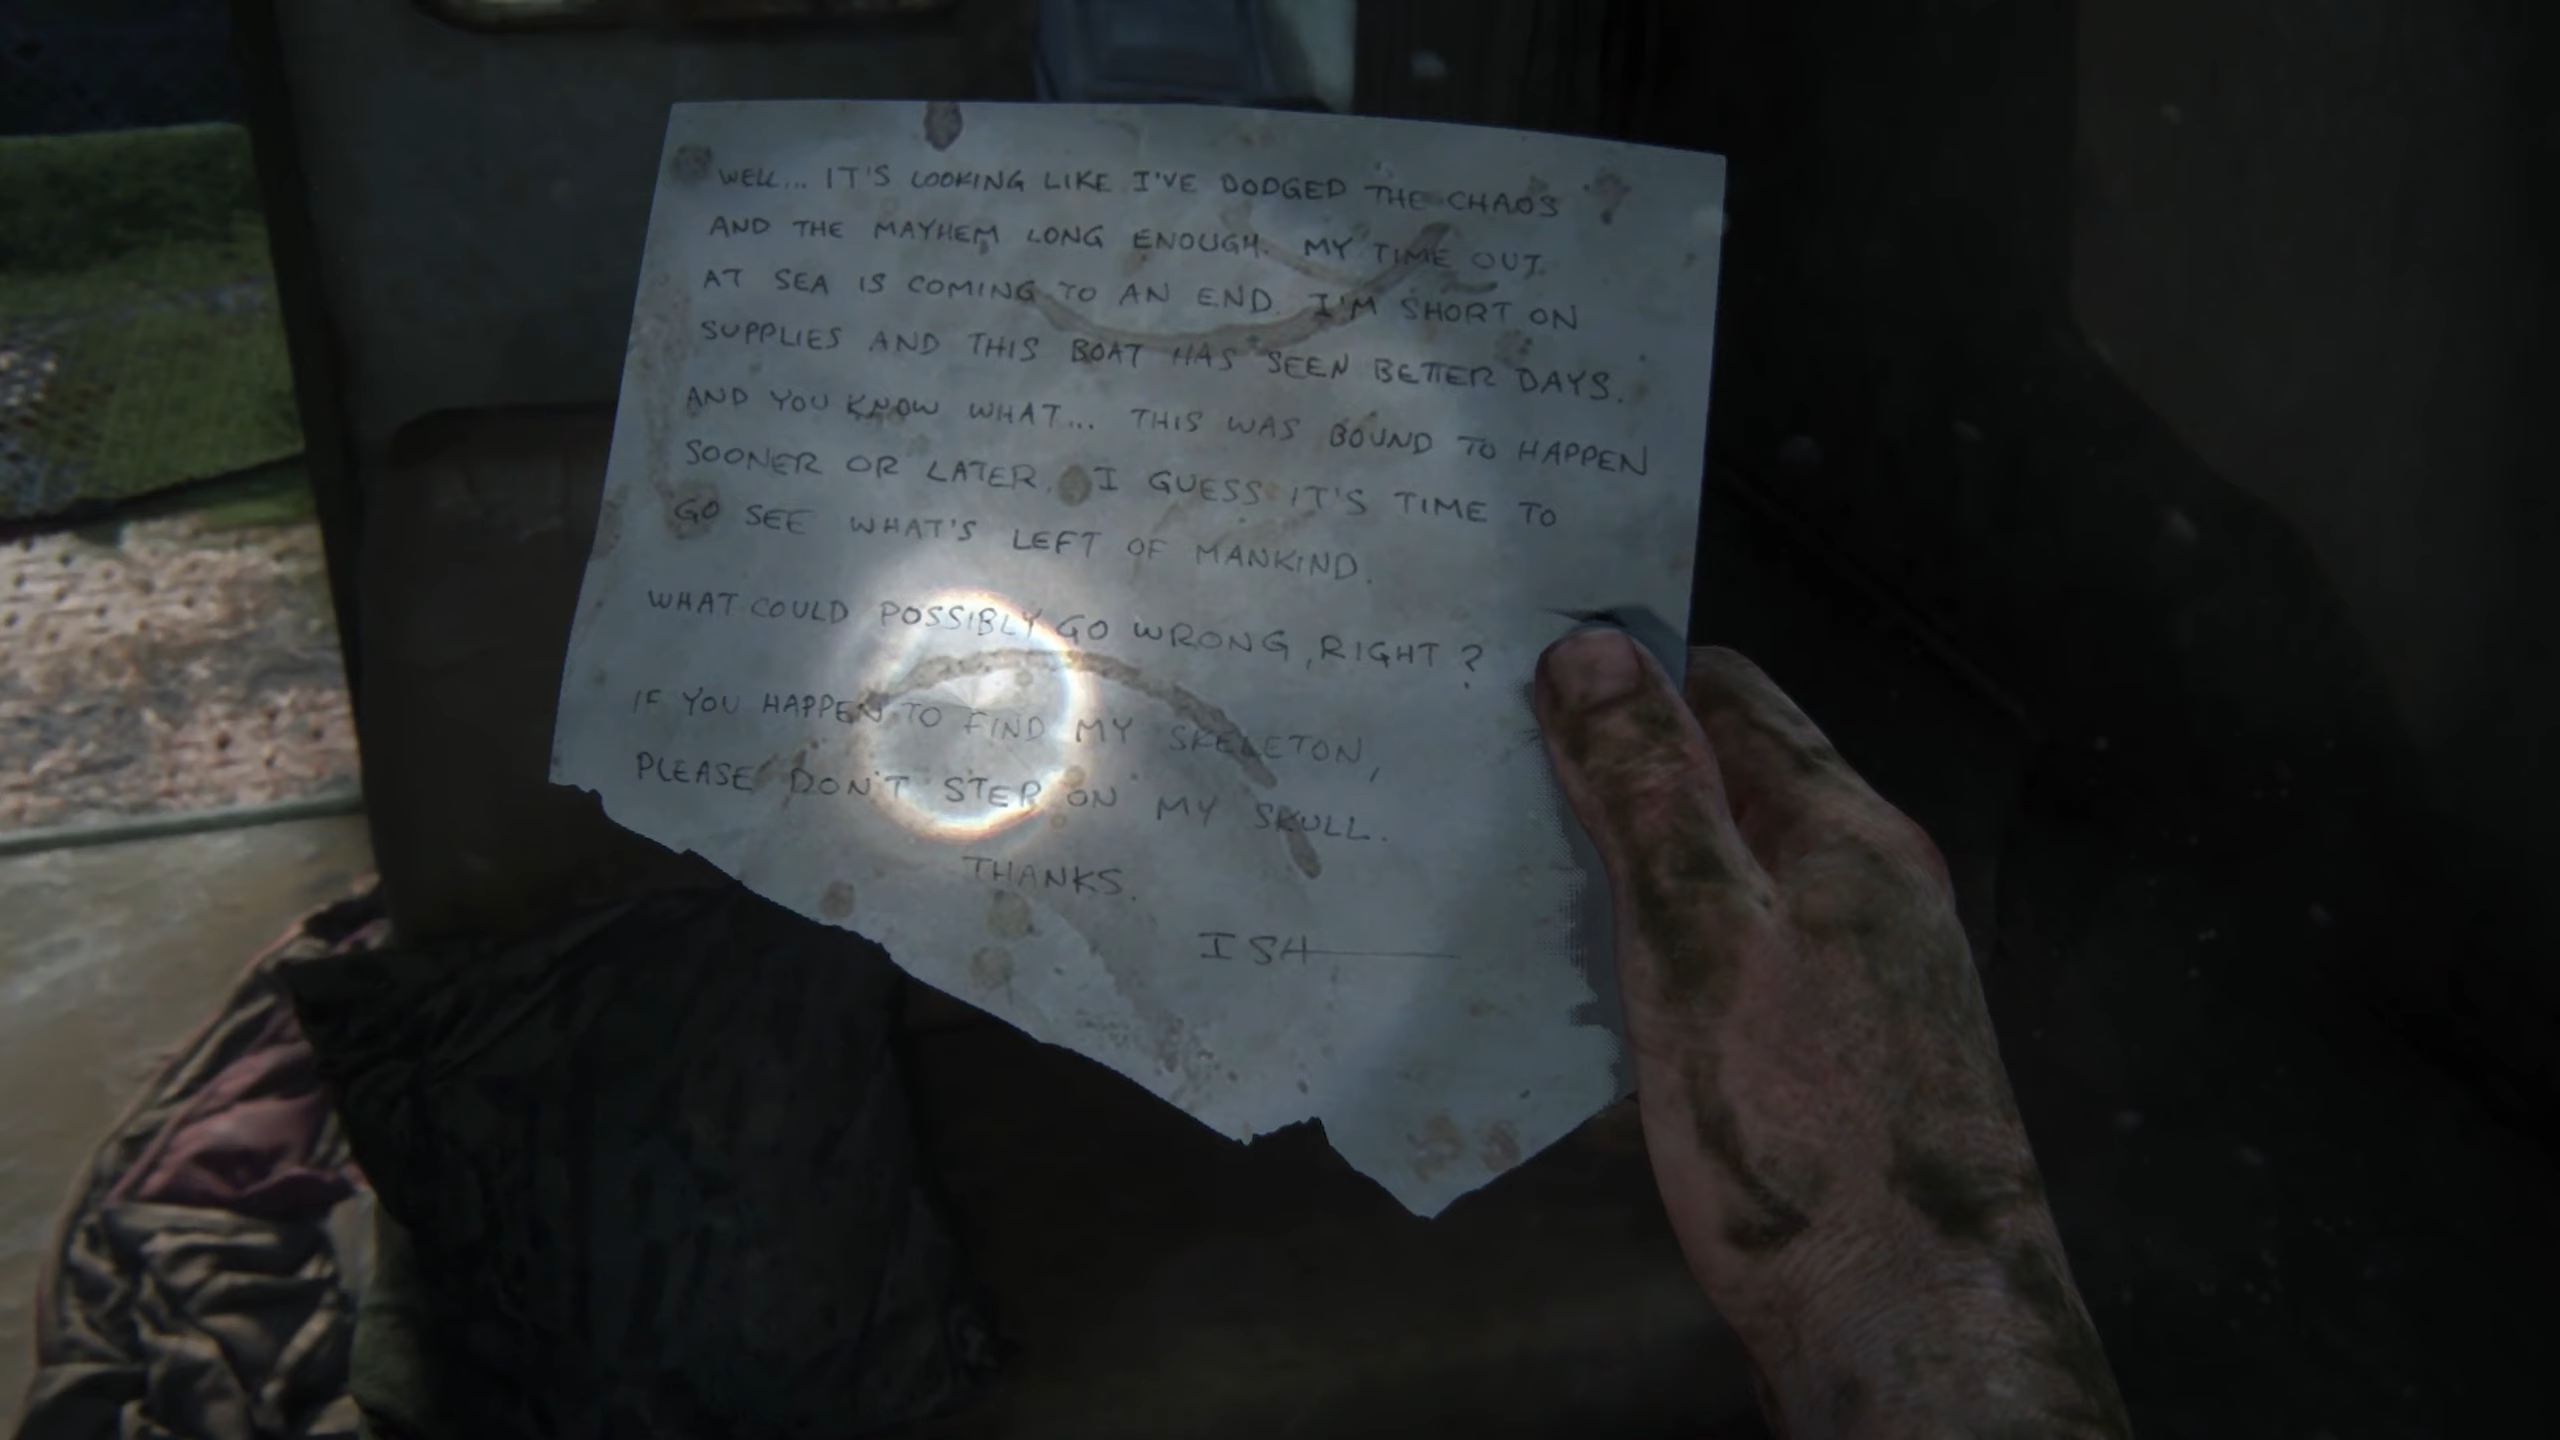 WELL... IT'S LOOKING LIKE I'VE DODGED THE CHAOS
AND THE MAYHEM LONG ENOUGH. MY TIME OUT
AT SEA IS COMING TO AN END. I'M SHORT ON
SUPPLIES AND THIS BOAT HAS SEEN BETTER DAYS.
AND YOU KNOW WHAT... THIS WAS BOUND TO HAPPEN
SOONER OR LATER. I GUESS IT'S TIME TO
GO SEE WHAT'S LEFT OF MANKIND.
WHAT COULD POSSIBLY GO WRONG, RIGHT?
IF YOU HAPPEN TO FIND MY SKELETON,
PLEASE DON'T STEP ON MY SKULL.
THANKS.
ISH